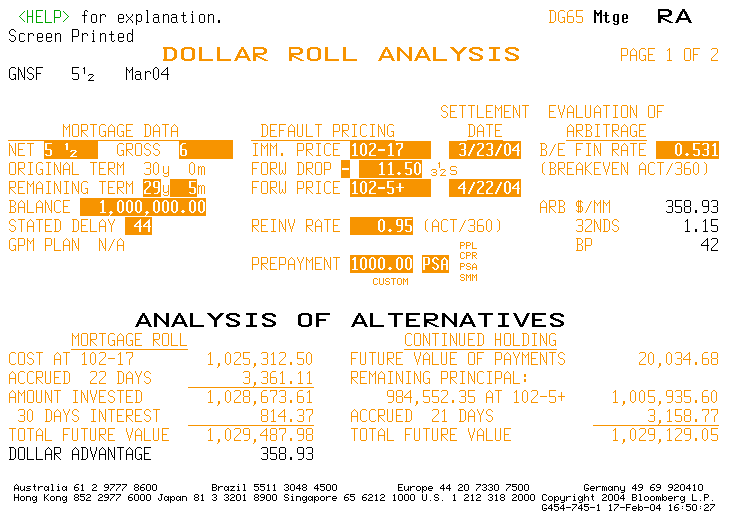 <HELP> for explanation. DG65 Mtge RA
Screen Printed
DOLLAR ROLL ANALYSIS PAGE 1 OF 2
GNSF 5½ Mar04
SETTLEMENT EVALUATION OF
MORTGAGE DATA DEFAULT PRICING DATE ARBITRAGE
NET 5 ½ GROSS 6 IMM. PRICE 102-17 3/23/04 B/E FIN RATE 0.531
ORIGINAL TERM 30y 0m FORW DROP - 11.50 32s (BREAKEVEN ACT/360)
REMAINING TERM 29y 5m FORW PRICE 102-5+ 4/22/04
BALANCE 1,000,000.00 ARB $/MM 358.93
STATED DELAY 44 REINV RATE 0.95 (ACT/360) 32NDS 1.15
GPM PLAN N/A BP 42
PPL
CPR
PREPAYMENT 1000.00 PSA PSA
SMM
CUSTOM
ANALYSIS OF ALTERNATIVES
MORTGAGE ROLL CONTINUED HOLDING
COST AT 102-17 1,025,312.50 FUTURE VALUE OF PAYMENTS 20,034.68
ACCRUED 22 DAYS 3,361.11 REMAINING PRINCIPAL:
AMOUNT INVESTED 1,028,673.61 984,552.35 AT 102-5+ 1,005,935.60
30 DAYS INTEREST 814.37 ACCRUED 21 DAYS 3,158.77
TOTAL FUTURE VALUE 1,029,487.98 TOTAL FUTURE VALUE 1,029,129.05
DOLLAR ADVANTAGE 358.93
Australia 61 2 9777 8600 Brazil 5511 3048 4500 Europe 44 20 7330 7500 Germany 49 69 920410
Hong Kong 852 2977 6000 Japan 81 3 3201 8900 Singapore 65 6212 1000 U.S. 1 212 318 2000 Copyright 2004 Bloomberg L.P.
G454-745-1 17-Feb-04 16:50:27